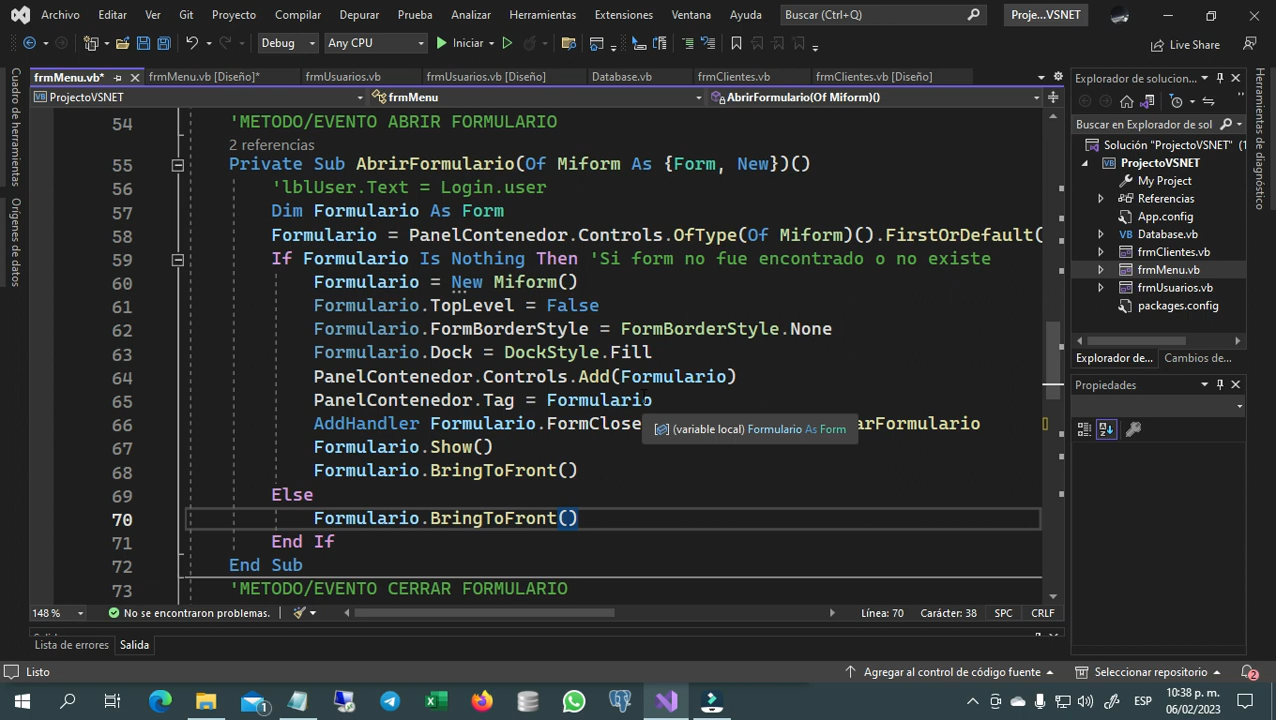 Archivo Editar Ver Git Proyecto Compilar Depurar Prueba Analizar Herramientas Extensiones Ventana Ayuda Buscar (Ctrl+Q) Proje...VSNET
Debug Any CPU Iniciar Live Share
frmMenu.vb* frmMenu.vb [Diseño]* frmUsuarios.vb frmUsuarios.vb [Diseño] Database.vb frmClientes.vb frmClientes.vb [Diseño]
ProjectoVSNET frmMenu AbrirFormulario(Of Miform)()
54 'METODO/EVENTO ABRIR FORMULARIO
2 referencias
55 Private Sub AbrirFormulario(Of Miform As {Form, New})()
56 'lblUser.Text = Login.user
57 Dim Formulario As Form
58 Formulario = PanelContenedor.Controls.OfType(Of Miform)().FirstOrDefault(
59 If Formulario Is Nothing Then 'Si form no fue encontrado o no existe
60 Formulario = New Miform()
61 Formulario.TopLevel = False
62 Formulario.FormBorderStyle = FormBorderStyle.None
63 Formulario.Dock = DockStyle.Fill
64 PanelContenedor.Controls.Add(Formulario)
65 PanelContenedor.Tag = Formulario
66 AddHandler Formulario.FormClose arFormulario
(variable local) Formulario As Form
67 Formulario.Show()
68 Formulario.BringToFront()
69 Else
70 Formulario.BringToFront()
71 End If
72 End Sub
73 'METODO/EVENTO CERRAR FORMULARIO
148 % No se encontraron problemas. Línea: 70 Carácter: 38 SPC CRLF
Lista de errores Salida
Cuadro de herramientas
Orígenes de datos
Explorador de solucion...
Buscar en Explorador de sol
Solución "ProjectoVSNET" (1
ProjectoVSNET
My Project
Referencias
App.config
Database.vb
frmClientes.vb
frmMenu.vb
frmUsuarios.vb
packages.config
Explorador de... Cambios de...
Propiedades
Herramientas de diagnóstico
Listo Agregar al control de código fuente Seleccionar repositorio 2
1 ESP 10:38 p. m.
06/02/2023